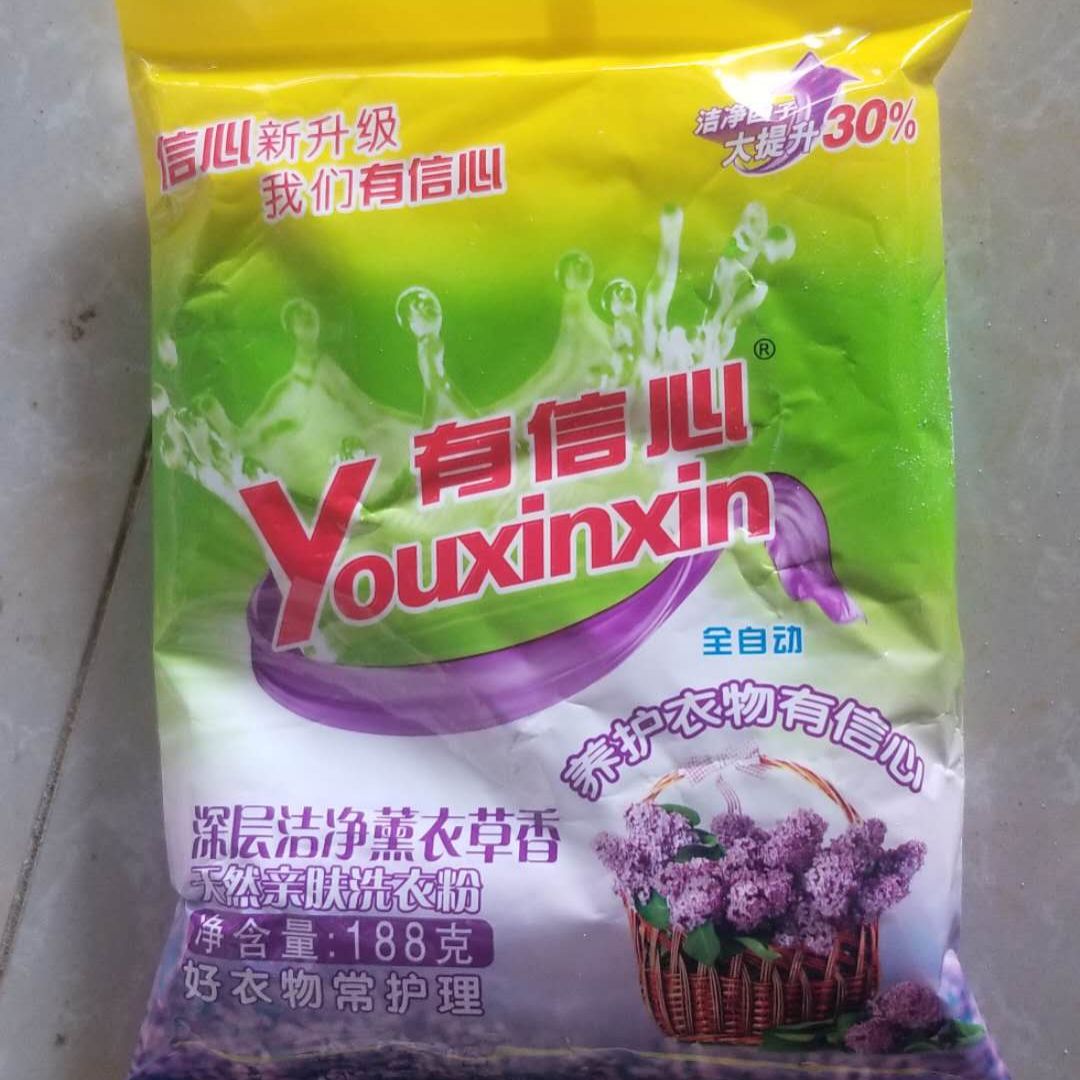 信心新升级
我们有信心
洁净因子
大提升30%
有信心®
Youxinxin
全自动
养护衣物有信心
深层洁净薰衣草香
天然亲肤洗衣粉
净含量:188克
好衣物常护理